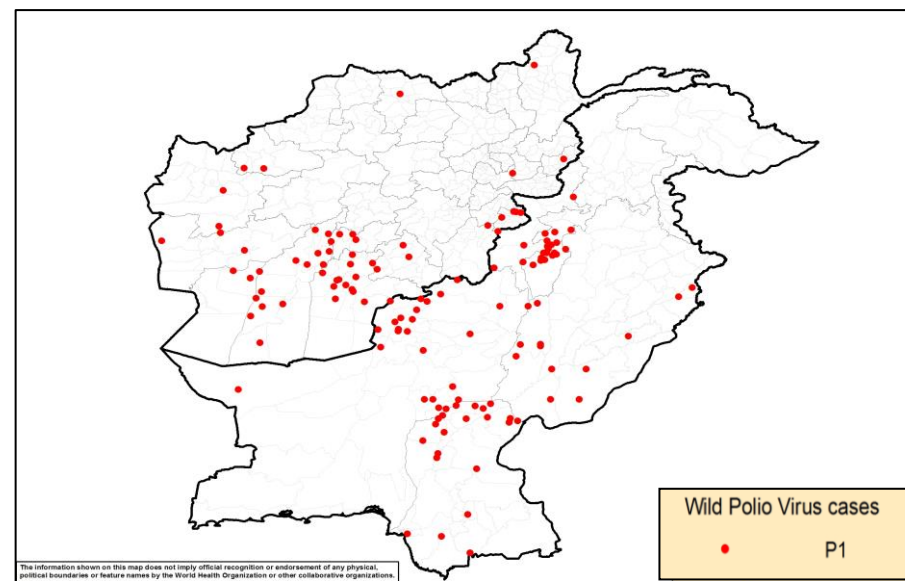 Wild Polio Virus cases
P1
The information shown on this map does not imply official recognition or endorsement of any physical,
political boundaries or feature names by the World Health Organization or other collaborative organizations.